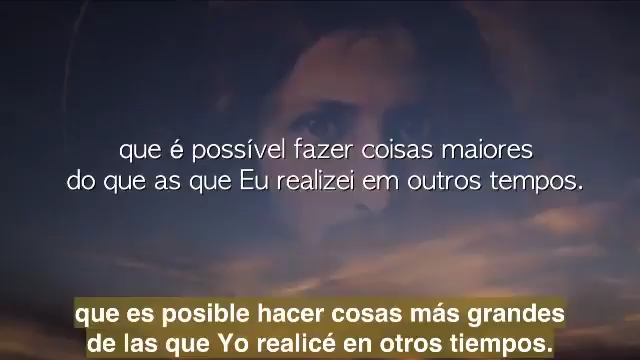 que é possível fazer coisas maiores
do que as que Eu realizei em outros tempos.
que es posible hacer cosas más grandes
de las que Yo realicé en otros tiempos.